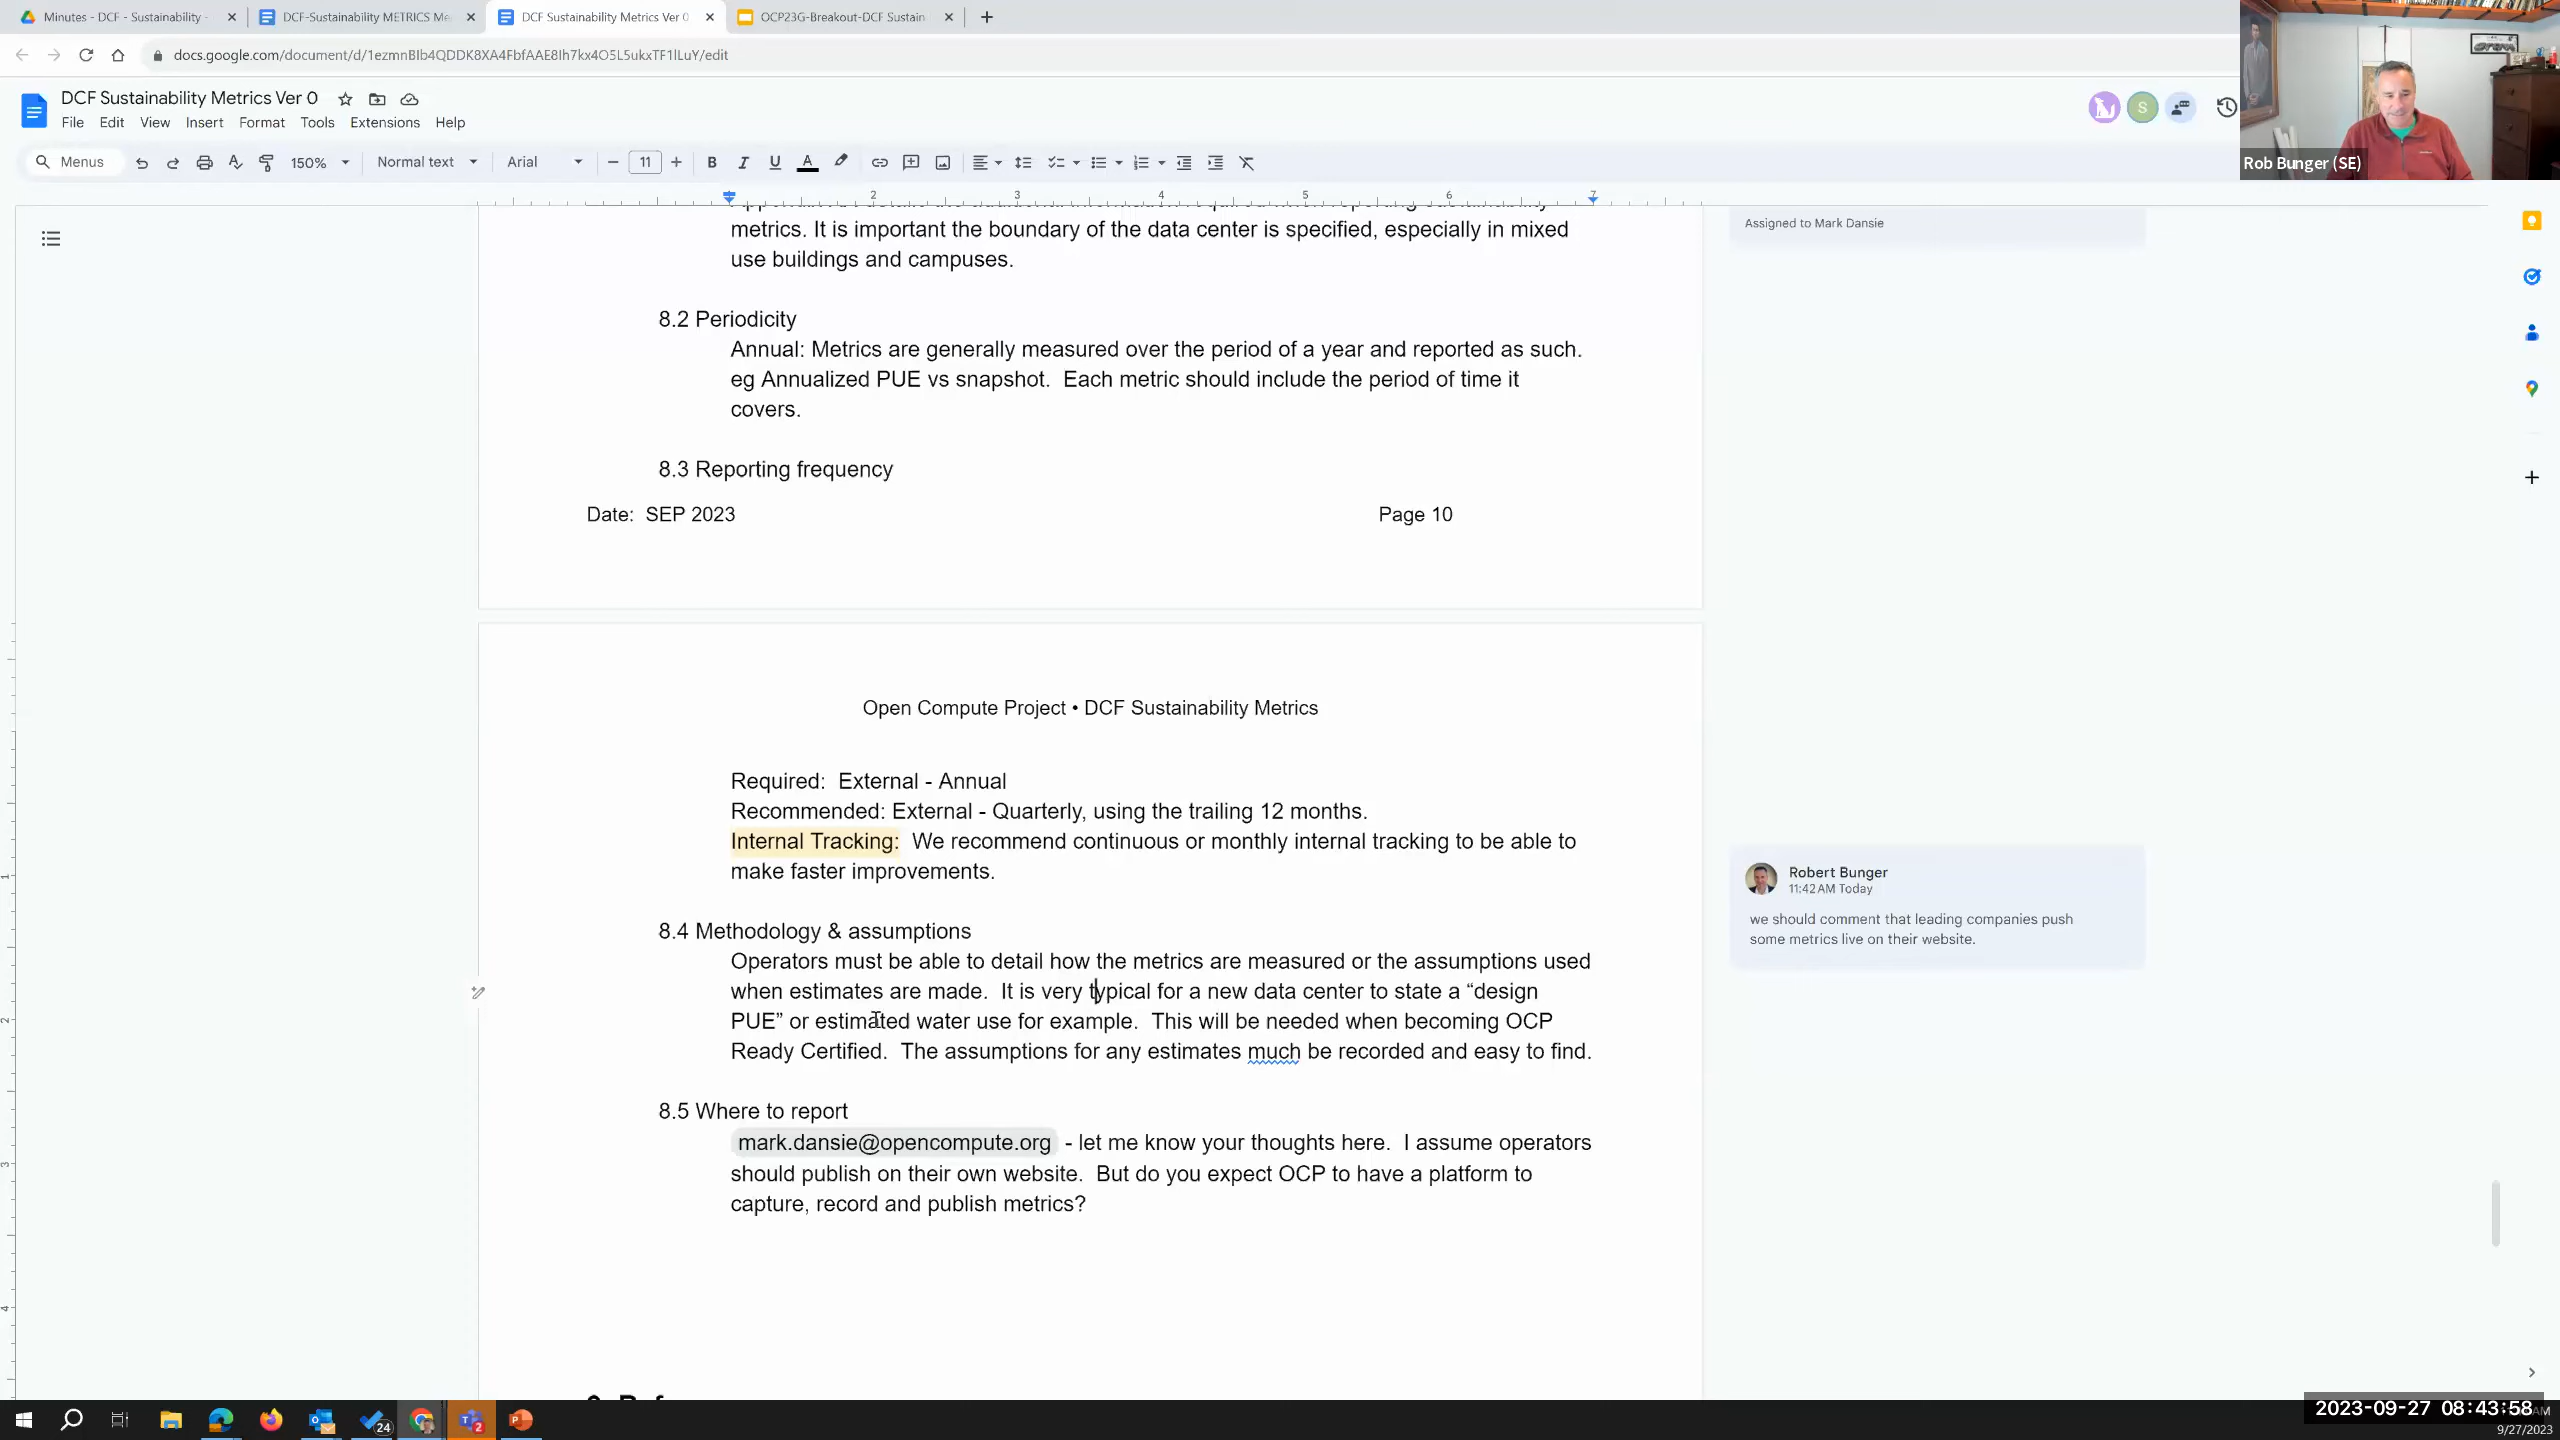 Minutes - DCF - Sustainability -
DCF-Sustainability METRICS Me
DCF Sustainability Metrics Ver 0
OCP23G-Breakout-DCF Sustain
docs.google.com/document/d/1ezmnBIb4QDDK8XA4FbfAAE8Ih7kx4O5L5ukxTF1lLuY/edit
DCF Sustainability Metrics Ver 0
File Edit View Insert Format Tools Extensions Help
S
Rob Bunger (SE)
Menus 150% Normal text Arial 11
2 3 4 5 6 7
metrics. It is important the boundary of the data center is specified, especially in mixed
use buildings and campuses.
Assigned to Mark Dansie
8.2 Periodicity
Annual: Metrics are generally measured over the period of a year and reported as such.
eg Annualized PUE vs snapshot. Each metric should include the period of time it
covers.
8.3 Reporting frequency
Date: SEP 2023 Page 10
Open Compute Project • DCF Sustainability Metrics
Required: External - Annual
Recommended: External - Quarterly, using the trailing 12 months.
Internal Tracking: We recommend continuous or monthly internal tracking to be able to
make faster improvements.
Robert Bunger
11:42 AM Today
we should comment that leading companies push
some metrics live on their website.
8.4 Methodology & assumptions
Operators must be able to detail how the metrics are measured or the assumptions used
when estimates are made. It is very typical for a new data center to state a “design
PUE” or estimated water use for example. This will be needed when becoming OCP
Ready Certified. The assumptions for any estimates much be recorded and easy to find.
8.5 Where to report
mark.dansie@opencompute.org - let me know your thoughts here. I assume operators
should publish on their own website. But do you expect OCP to have a platform to
capture, record and publish metrics?
24
2
2023-09-27 08:43:58
9/27/2023